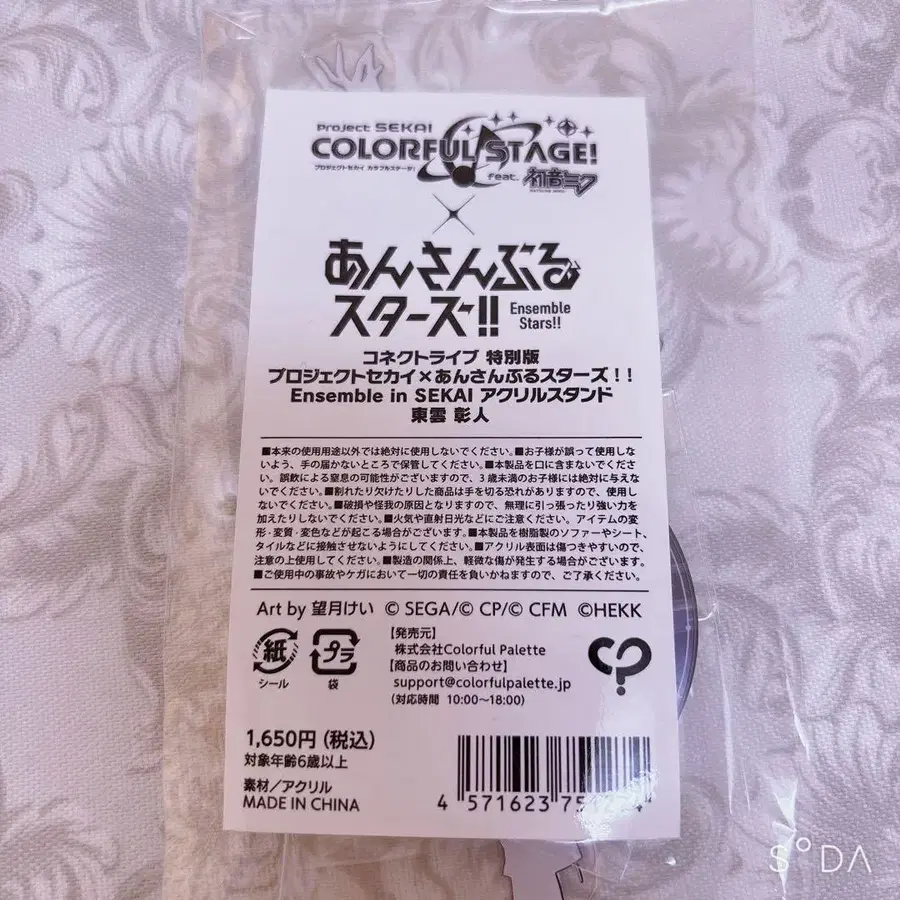 Project SEKAI
COLORFUL STAGE!
プロジェクトセカイ カラフルステージ!
feat. 初音ミク
HATSUNE MIKU
×
あんさんぶる
スターズ!!
Ensemble
Stars!!
コネクトライブ 特別版
プロジェクトセカイ×あんさんぶるスターズ!!
Ensemble in SEKAI アクリルスタンド
東雲 彰人
■本来の使用用途以外では絶対に使用しないでください。■お子様が誤って使用しな
いよう、手の届かないところで保管してください。■本製品を口に含まないでくださ
い。誤飲による窒息の可能性がございますので、3歳未満のお子様には絶対に与えな
いでください。■割れたり欠けたりした商品は手を切る恐れがありますので、使用し
ないでください。■破損や怪我の原因となりますので、無理に引っ張ったり強い力を
加えたりしないでください。■火気や直射日光などにご注意ください。アイテムの変
形・変質・変色などが起こる場合がございます。■本製品を樹脂製のソファーやシート、
タイルなどに接触させないようにしてください。■アクリル表面は傷つきやすいので、
注意の上使用してください。■製造の関係上、軽微な傷が発生する場合がございます。
■ご使用中の事故やケガにおいて一切の責任を負いかねますので、ご了承ください。
Art by 望月けい © SEGA/© CP/© CFM ©HEKK
紙
シール
プラ
袋
【発売元】
株式会社Colorful Palette
【商品のお問い合わせ】
support@colorfulpalette.jp
(対応時間 10:00~18:00)
1,650円(税込)
対象年齢6歳以上
素材/アクリル
MADE IN CHINA
4 571623
SODA